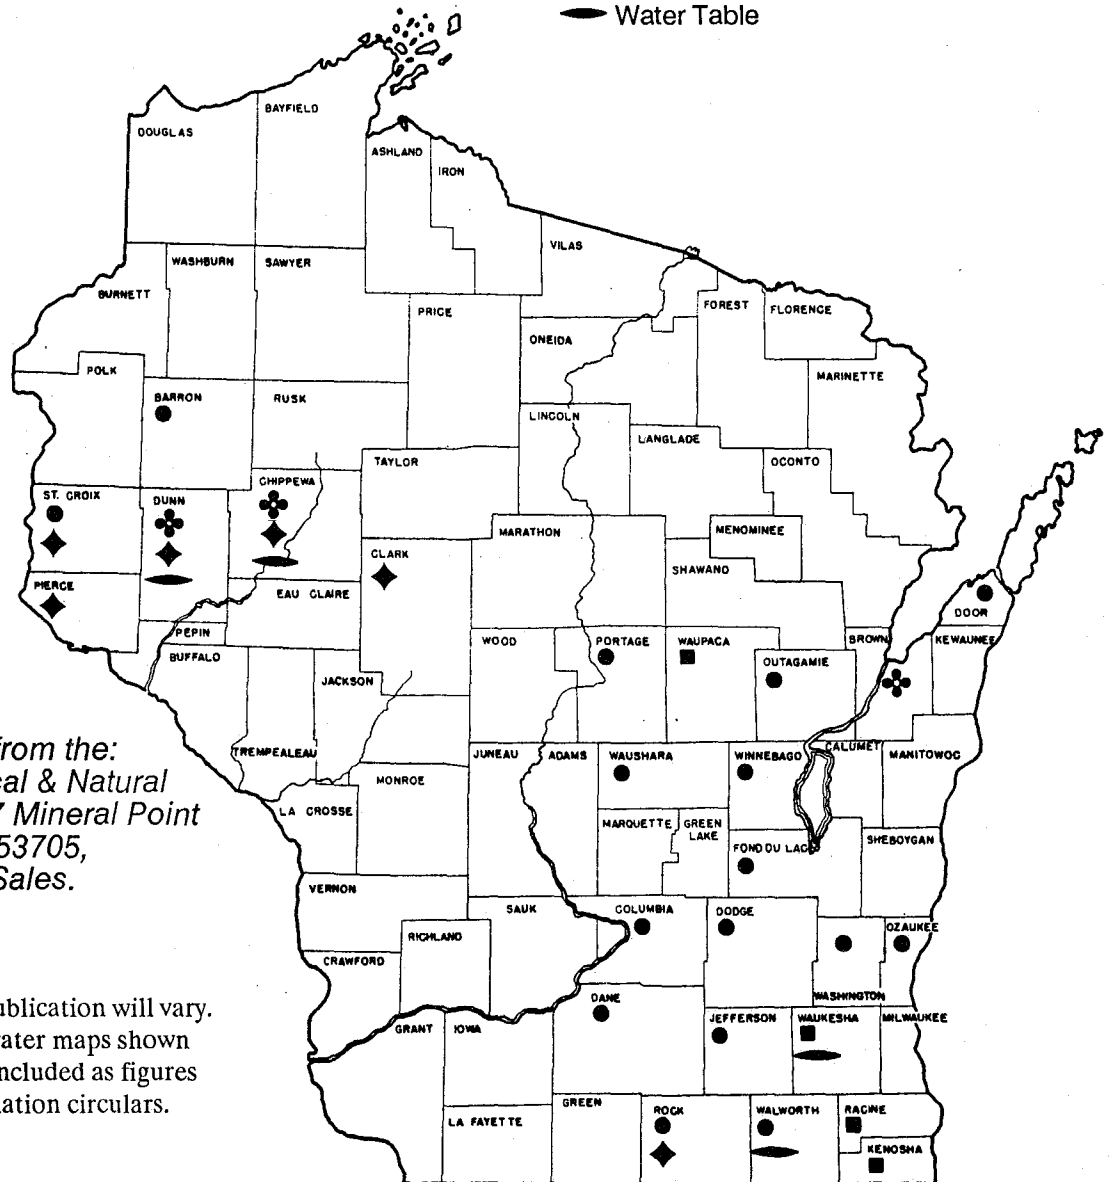 Water Table
BAYFIELD
DOUGLAS
ASHLAND
IRON
VILAS
WASHBURN
SAWYER
BURNETT
FOREST
FLORENCE
PRICE
ONEIDA
POLK
MARINETTE
BARRON
RUSK
LINCOLN
LANGLADE
TAYLOR
OCONTO
CHIPPEWA
ST. CROIX
DUNN
MARATHON
MENOMINEE
CLARK
SHAWANO
PIERCE
EAU CLAIRE
DOOR
PEPIN
WOOD
PORTAGE
WAUPACA
BROWN
KEWAUNEE
BUFFALO
OUTAGAMIE
JACKSON
from the:
TREMPEALEAU
JUNEAU
ADAMS
WAUSHARA
WINNEBAGO
CALUMET
MANITOWOC
cal & Natural
MONROE
7 Mineral Point
LA CROSSE
MARQUETTE
GREEN
LAKE
53705,
FOND DU LAC
SHEBOYGAN
Sales.
VERNON
SAUK
COLUMBIA
DODGE
OZAUKEE
RICHLAND
CRAWFORD
WASHINGTON
ublication will vary.
DANE
GRANT
IOWA
JEFFERSON
WAUKESHA
MILWAUKEE
vater maps shown
ncluded as figures
ation circulars.
GREEN
ROCK
WALWORTH
RACINE
LA FAYETTE
KENOSHA